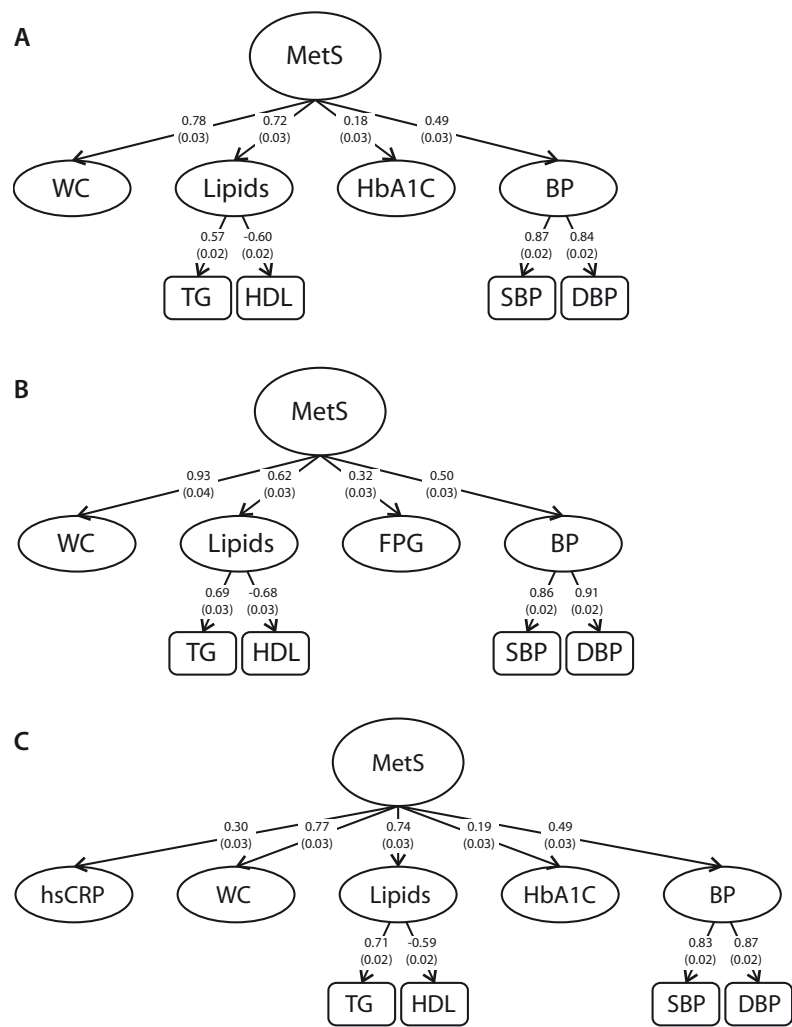 A
MetS
0.78 0.72 0.18 0.49
(0.03) (0.03) (0.03) (0.03)
WC Lipids HbA1C BP
0.57 -0.60 0.87 0.84
(0.02) (0.02) (0.02) (0.02)
TG HDL SBP DBP
B
MetS
0.93 0.62 0.32 0.50
(0.04) (0.03) (0.03) (0.03)
WC Lipids FPG BP
0.69 -0.68 0.86 0.91
(0.03) (0.03) (0.02) (0.02)
TG HDL SBP DBP
C
MetS
0.30 0.77 0.74 0.19 0.49
(0.03) (0.03) (0.03) (0.03) (0.03)
hsCRP WC Lipids HbA1C BP
0.71 -0.59 0.83 0.87
(0.02) (0.02) (0.02) (0.02)
TG HDL SBP DBP